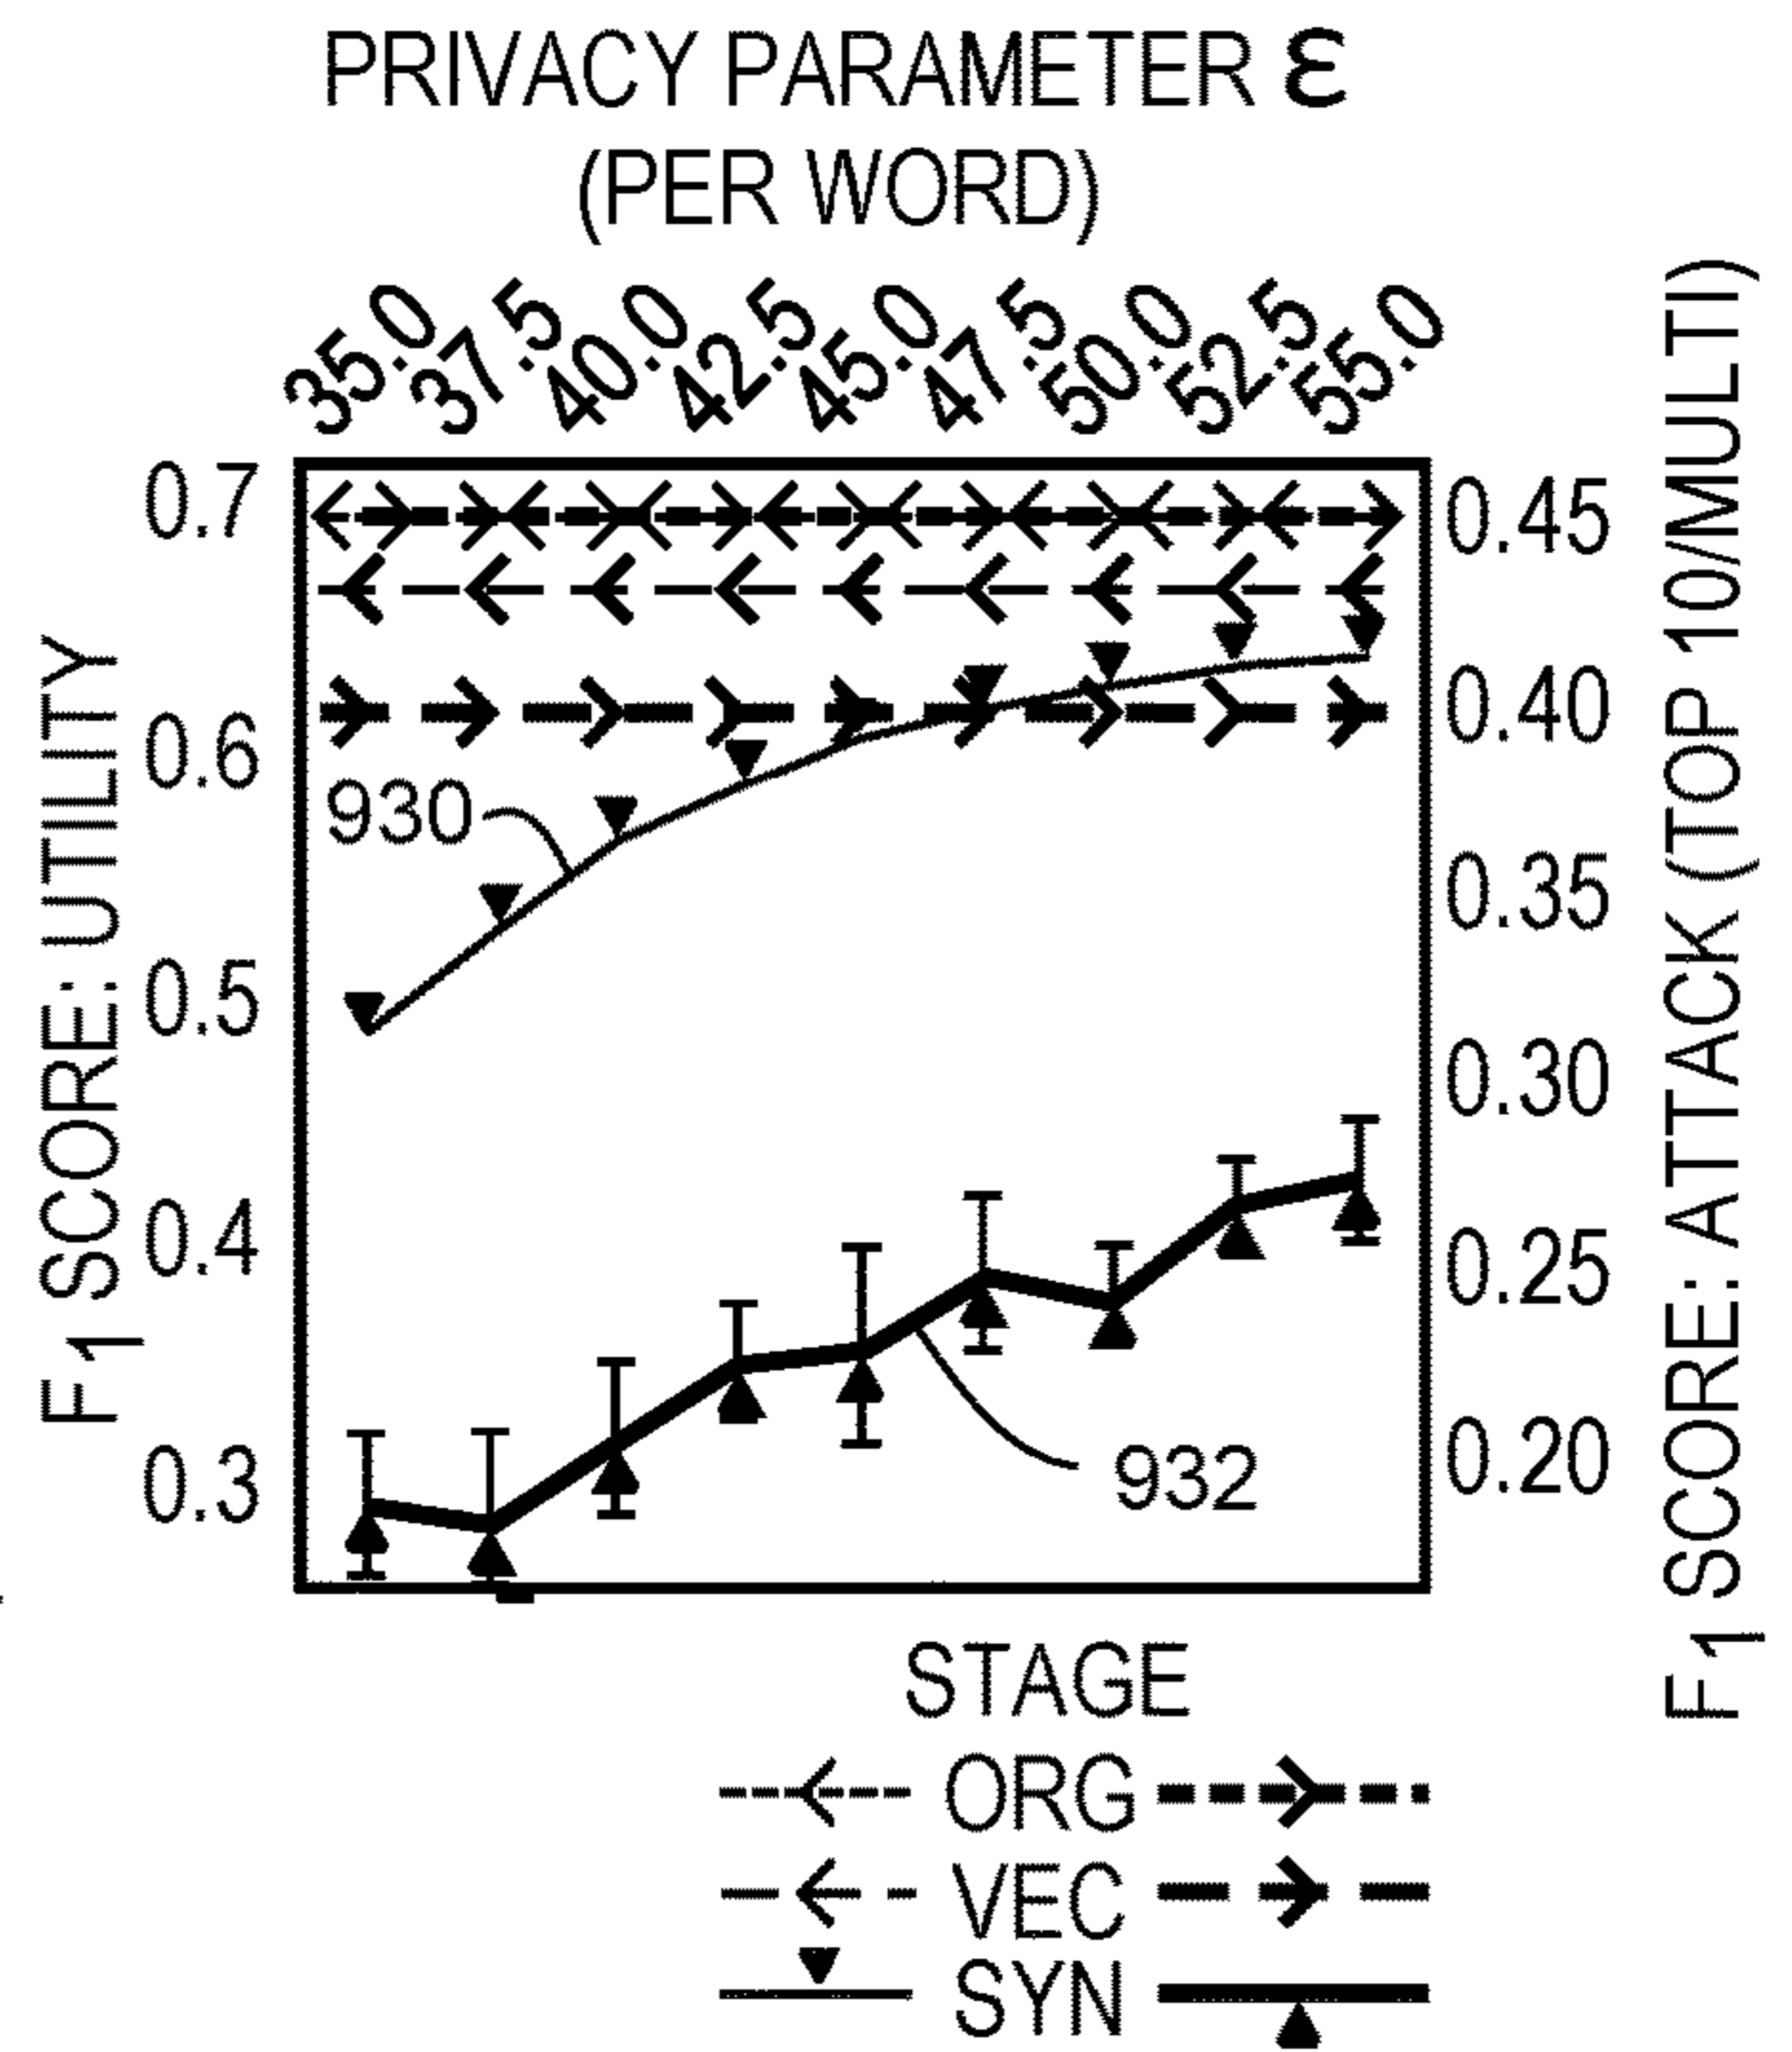 PRIVACY PARAMETER ε
(PER WORD)
35.0 37.5 40.0 42.5 45.0 47.5 50.0 52.5 55.0
F1 SCORE: UTILITY
0.7
0.6
0.5
0.4
0.3
930
932
0.45
0.40
0.35
0.30
0.25
0.20
F1 SCORE: ATTACK (TOP 10/MULTI)
STAGE
ORG
VEC
SYN